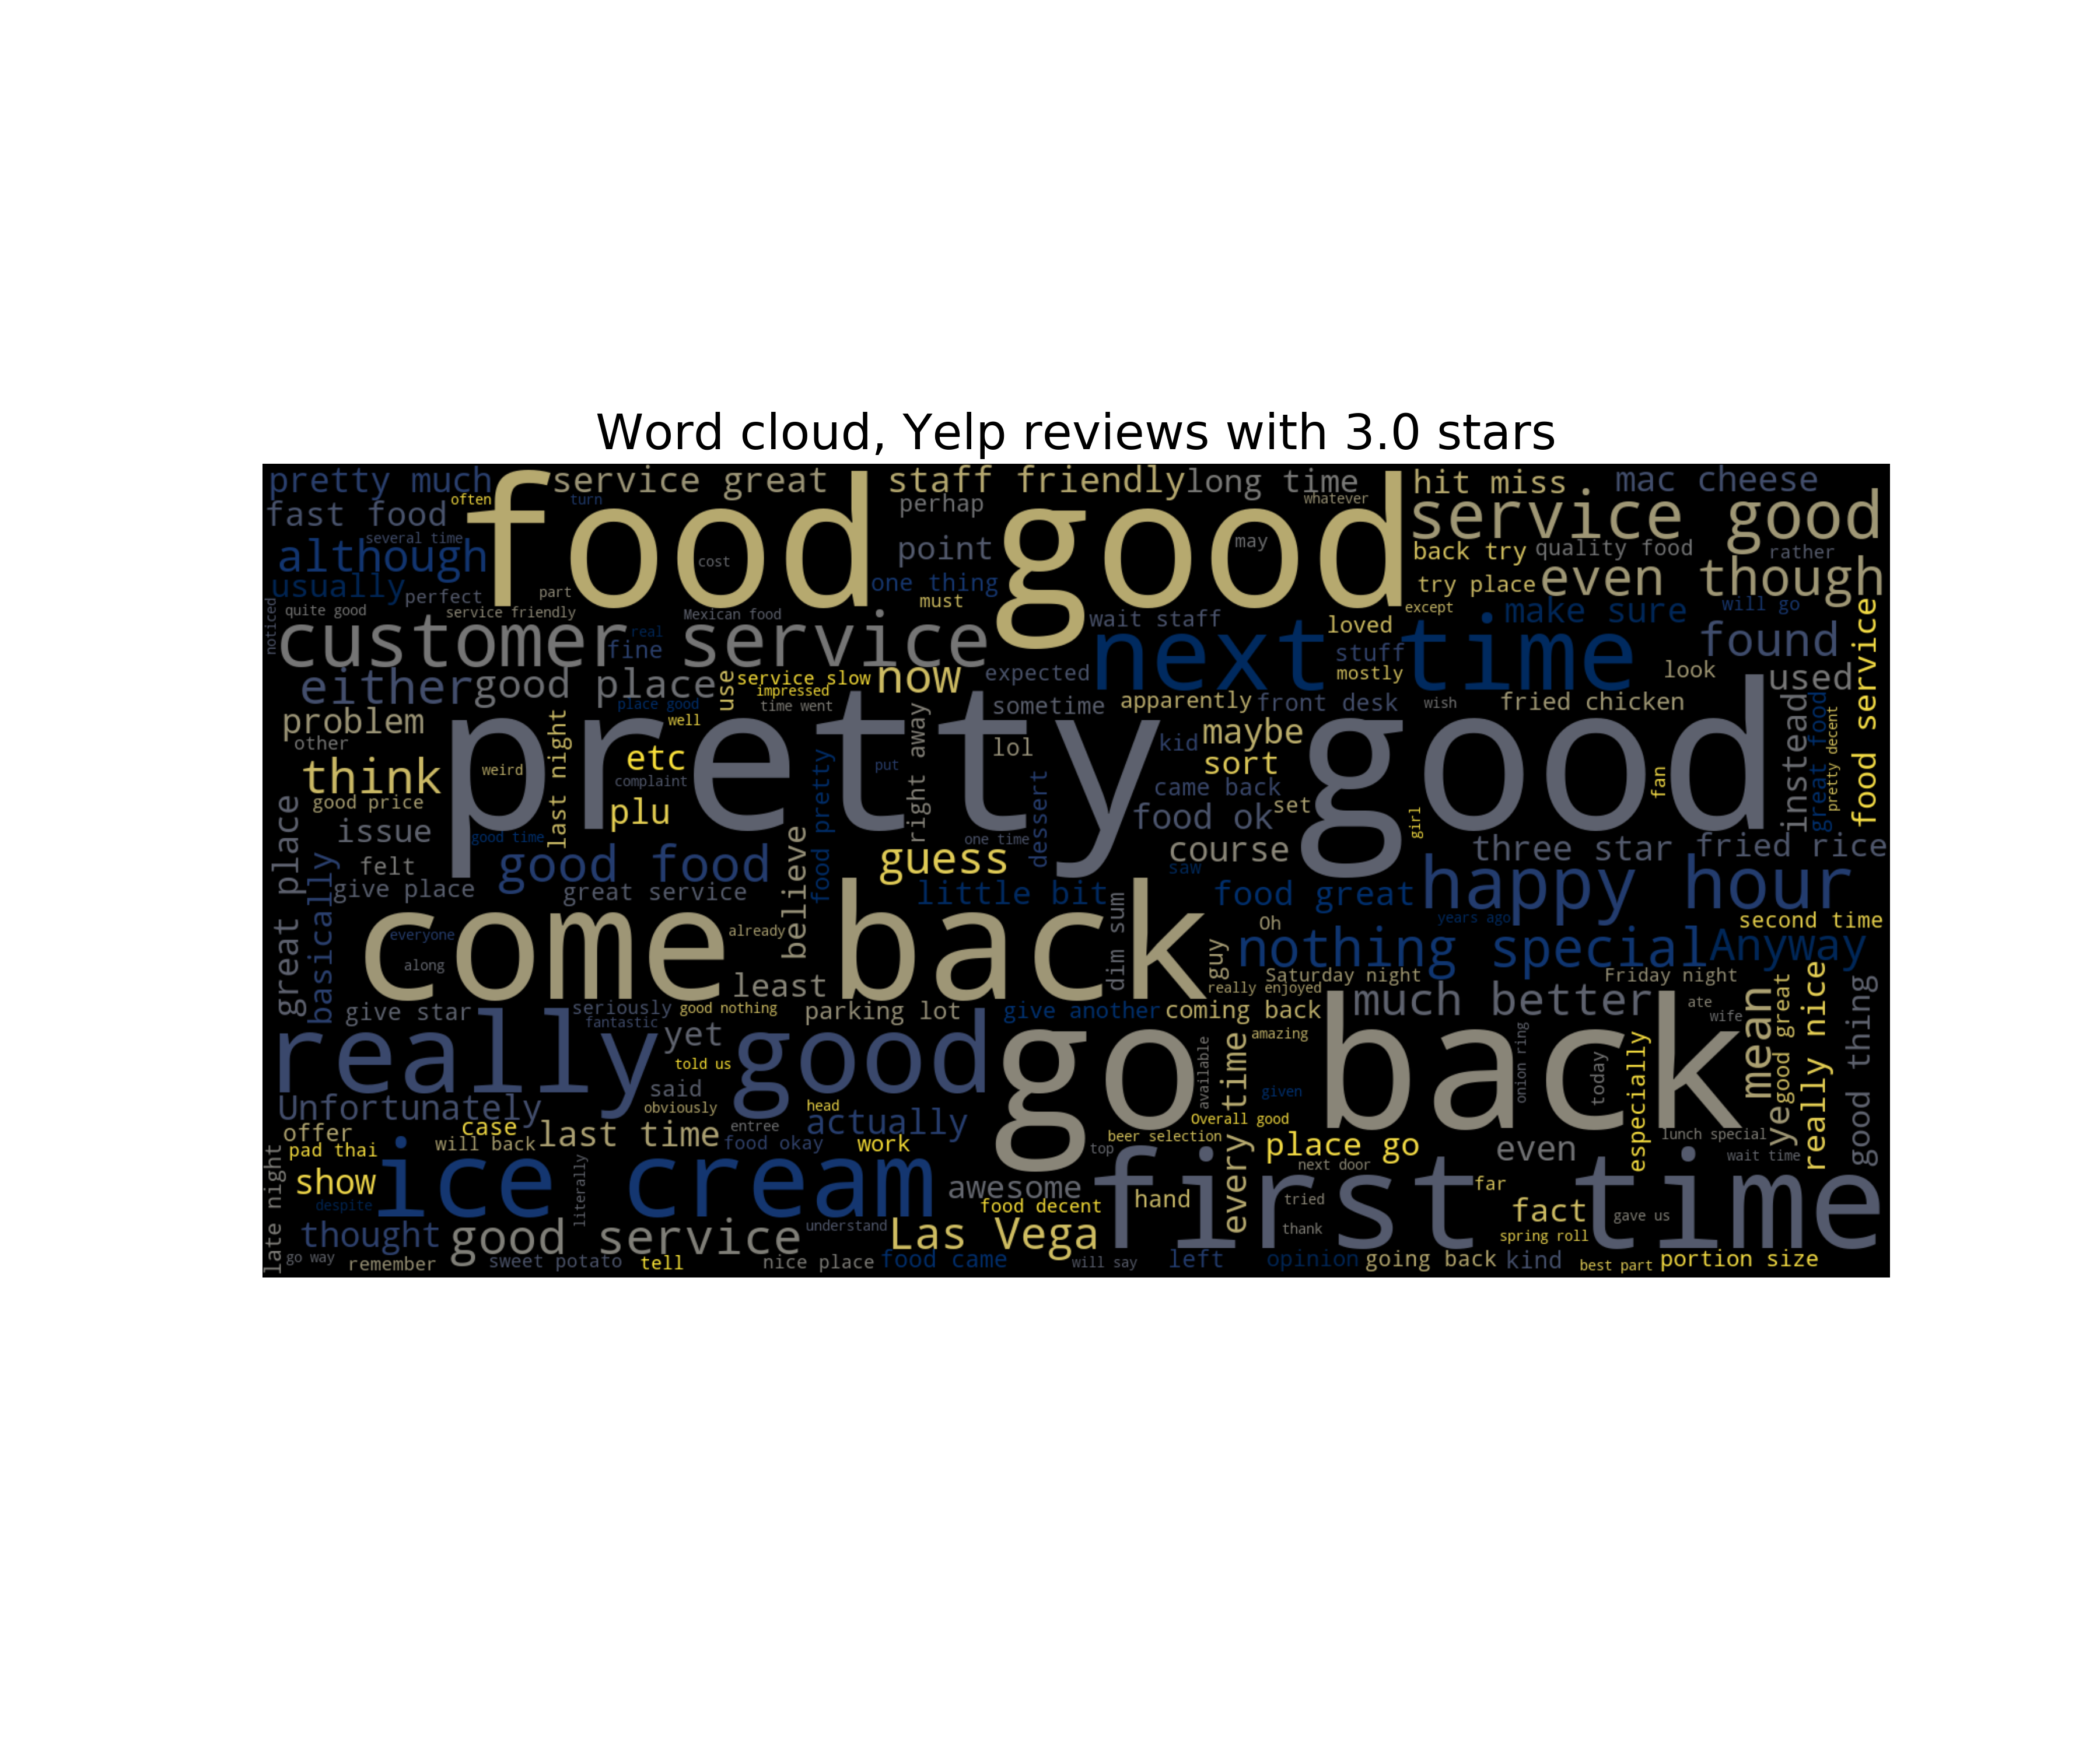 Word cloud, Yelp reviews with 3.0 stars
pretty much
often
service great
turn
staff friendly
long time
whatever
hit miss
mac cheese
fast food
food good
perhap
service good
several time
although
cost
point
may
back try
quality food
rather
usually
perfect
part
one thing
must
try place
even though
noticed
quite good
service friendly
Mexican food
except
make sure
will go
customer service
real
fine
wait staff
next time
loved
stuff
mostly
found
food service
either
good place
use
service slow
impressed
now
expected
look
used
place good
time went
well
sometime
apparently
front desk
wish
fried chicken
problem
other
last night
pretty good
right away
lol
kid
maybe
sort
instead
great food
pretty decent
think
weird
etc
complaint
food pretty
put
came back
fan
good price
plu
dessert
food ok
set
girl
issue
good time
one time
course
three star
fried rice
great place
basically
felt
good food
believe
guess
saw
give place
great service
little bit
food great
happy hour
come back
dim sum
Oh
years ago
second time
everyone
already
guy
nothing special
Anyway
along
least
Saturday night
Friday night
really enjoyed
give star
seriously
fantastic
good nothing
parking lot
give another
coming back
much better
ate
wife
mean
good great
really nice
good thing
really good
yet
go back
available
every time
amazing
told us
onion ring
today
especially
said
given
Unfortunately
obviously
head
actually
Overall good
ye
offer
case
entree
beer selection
pad thai
will back
last time
food okay
work
top
place go
next door
even
lunch special
wait time
late night
show
ice cream
literally
awesome
first time
despite
food decent
hand
tried
far
thought
good service
understand
Las Vega
thank
fact
gave us
spring roll
go way
remember
sweet potato
tell
nice place
food came
will say
left
opinion
going back
kind
best part
portion size